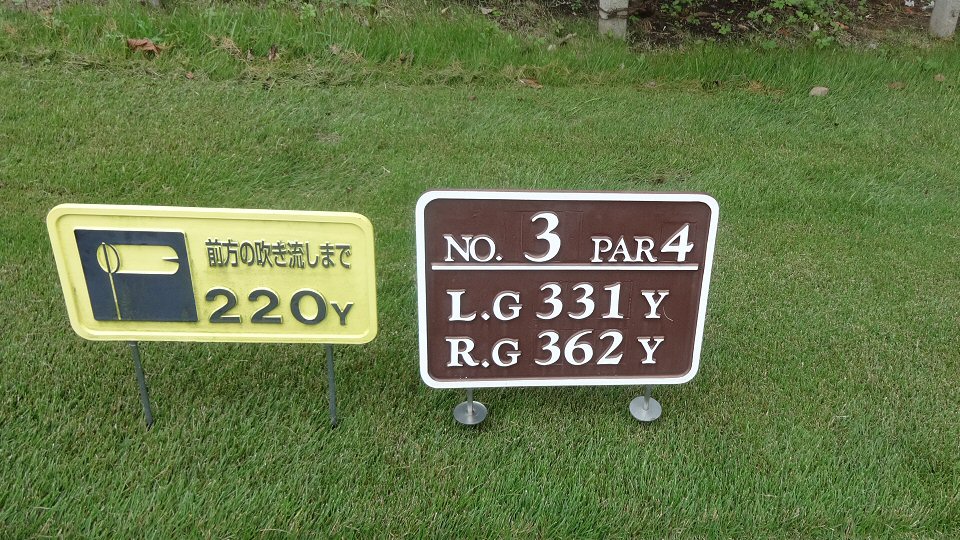 前方の吹き流しまで
220Y
NO. 3 PAR 4
L.G 331 Y
R.G 362 Y